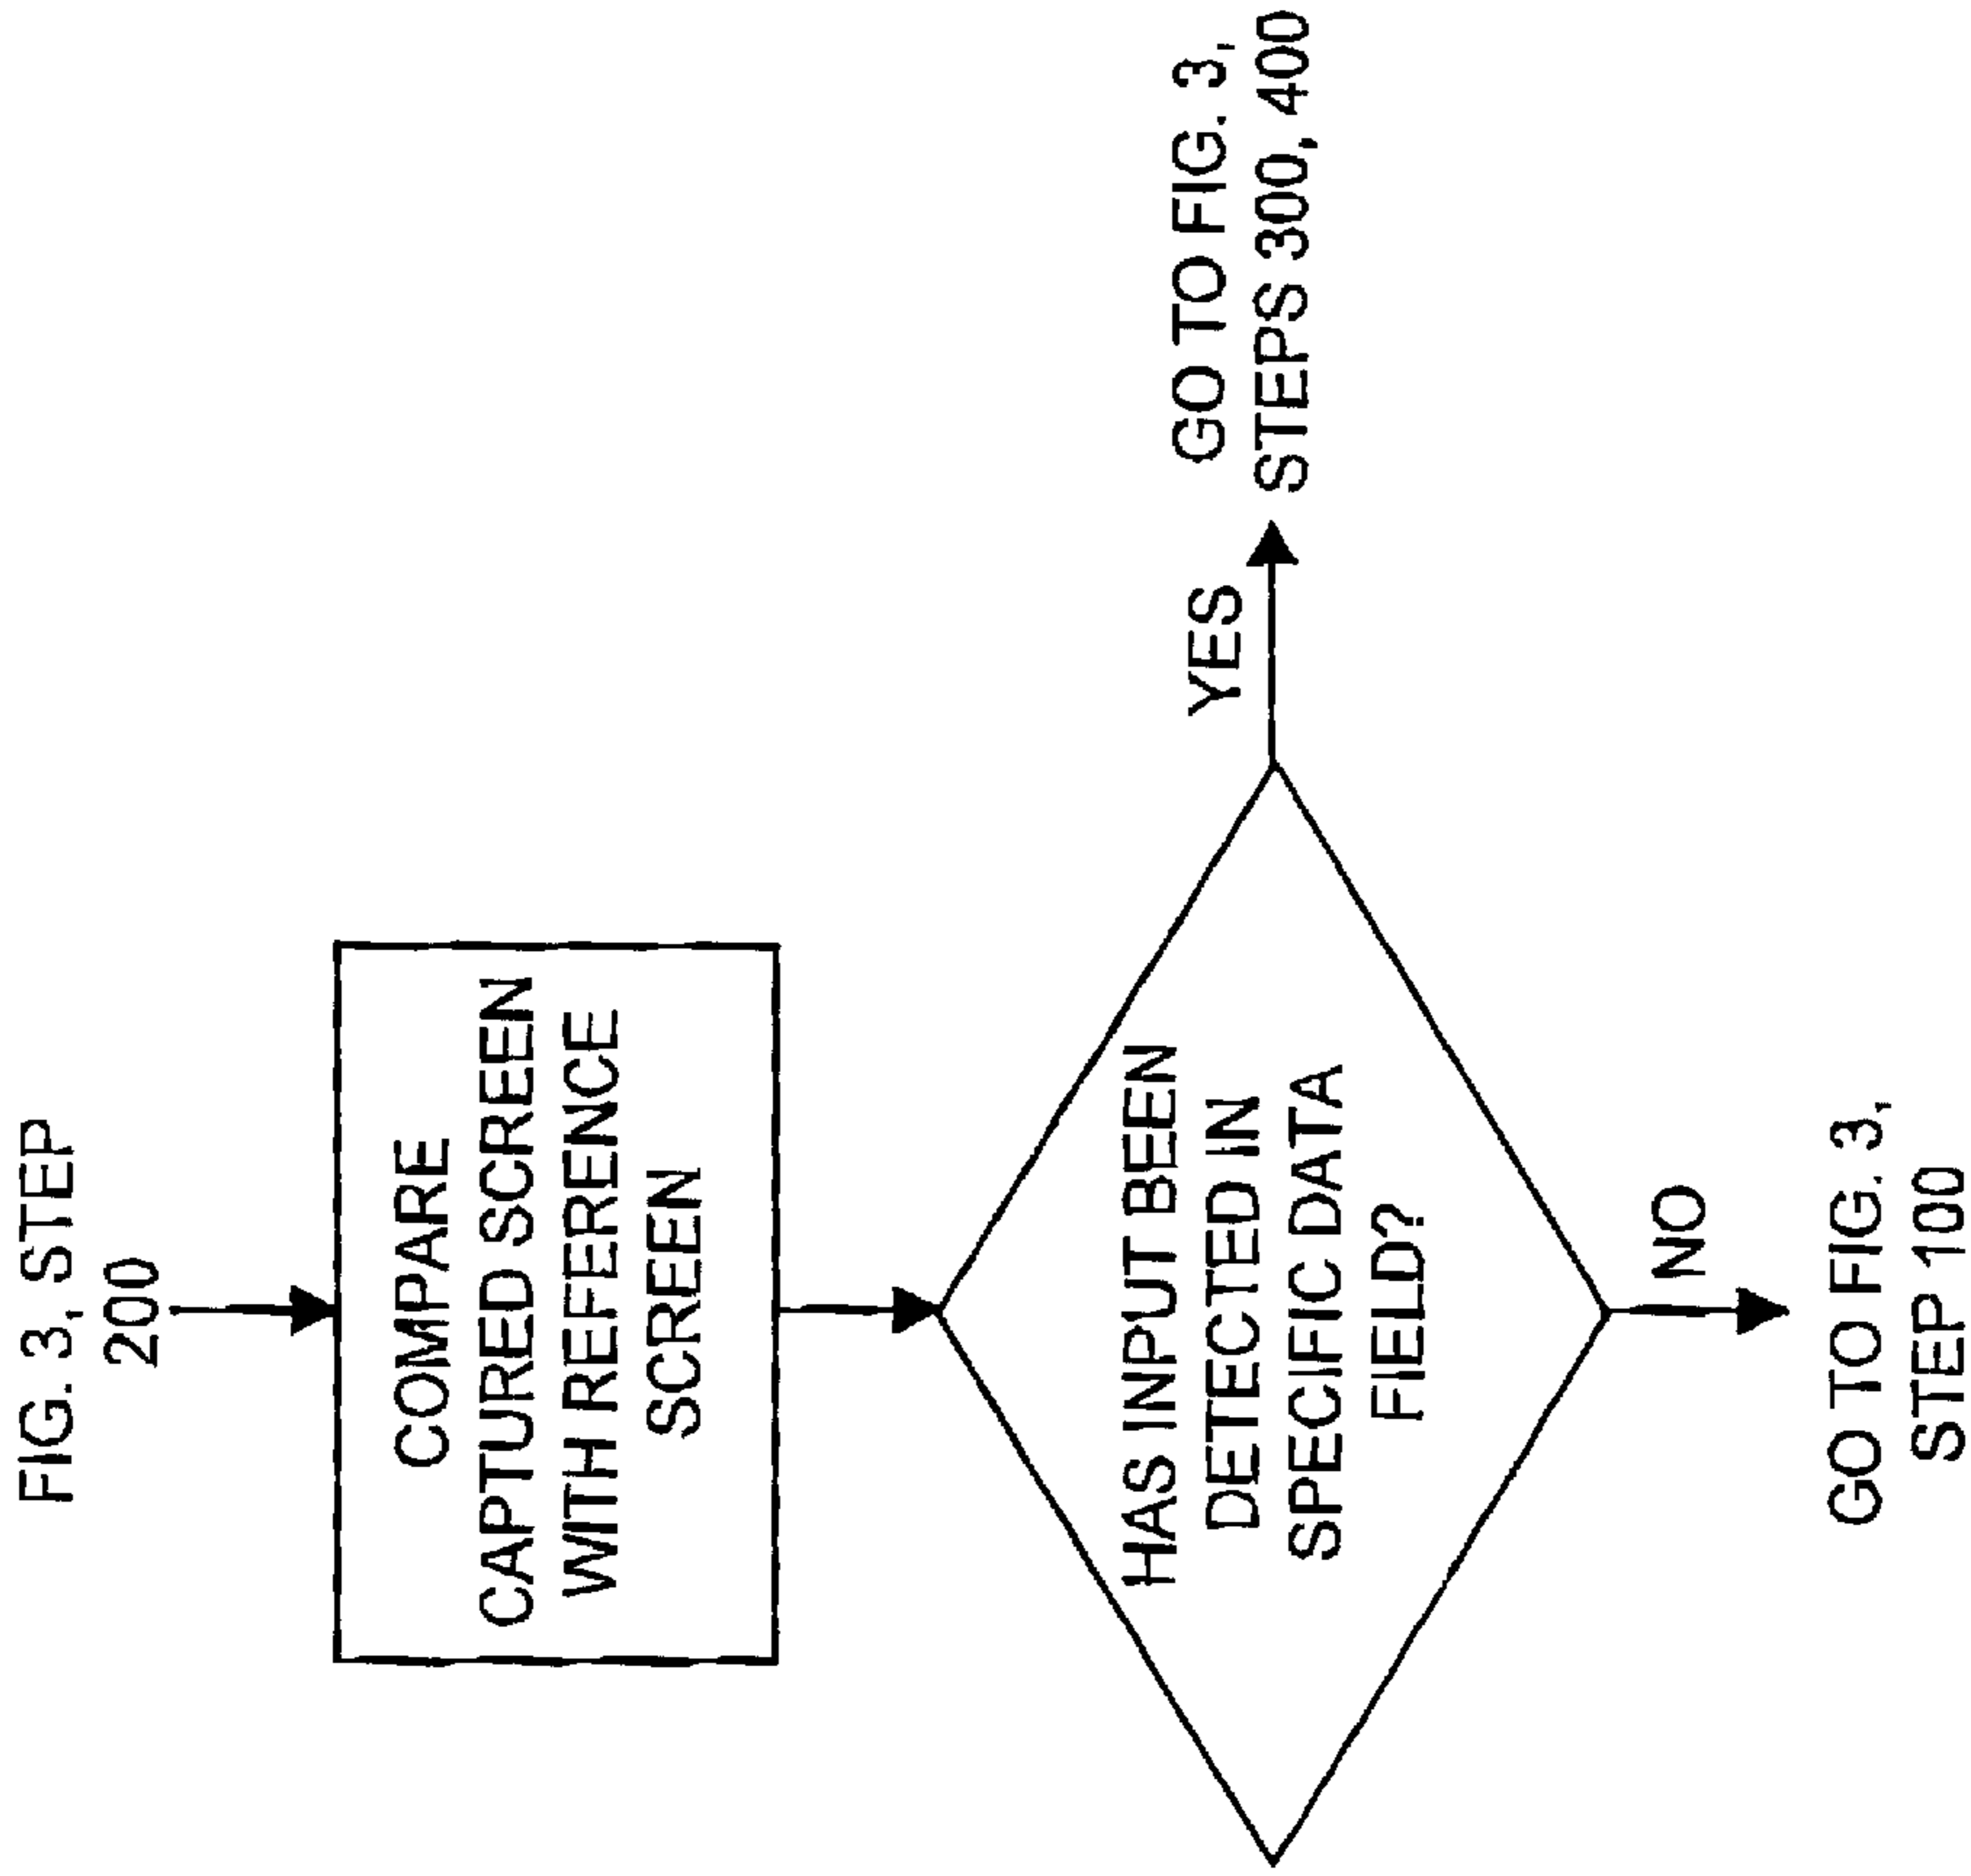 FIG. 3, STEP
200
COMPARE
CAPTURED SCREEN
WITH REFERENCE
SCREEN
HAS INPUT BEEN
DETECTED IN
SPECIFIC DATA
FIELD?
YES
GO TO FIG. 3,
STEPS 300, 400
NO
GO TO FIG. 3,
STEP 100